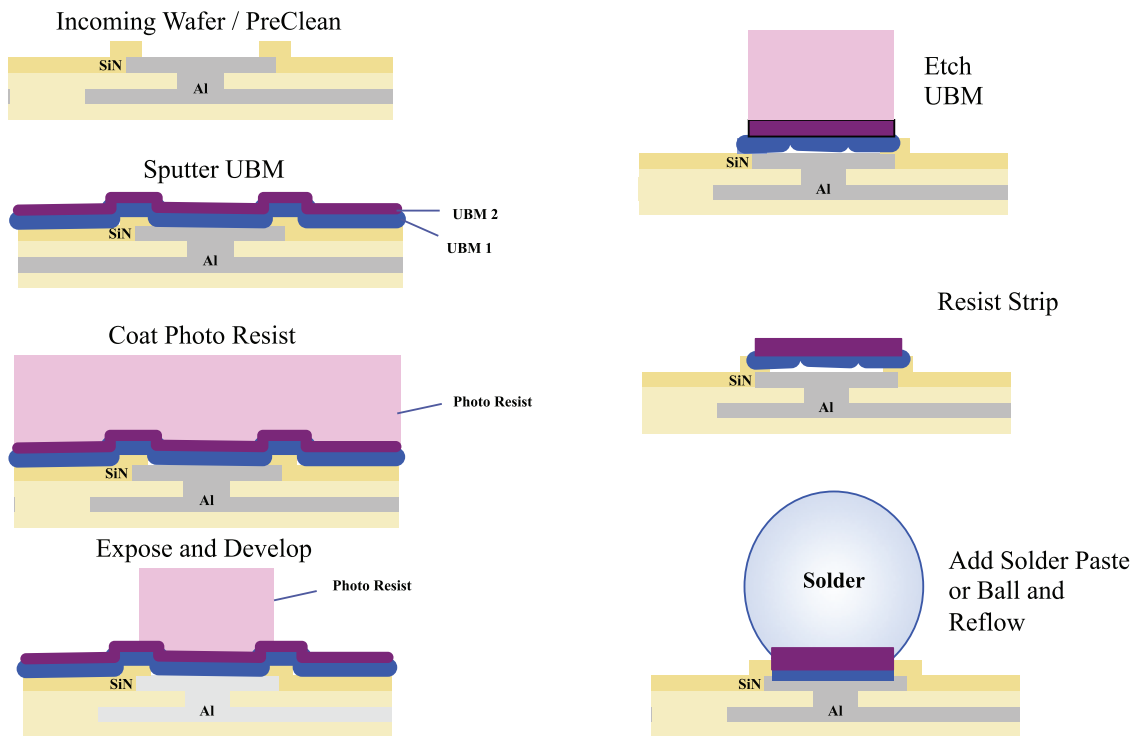 Incoming Wafer / PreClean
SiN
Al
Sputter UBM
UBM 2
UBM 1
SiN
Al
Coat Photo Resist
Photo Resist
SiN
Al
Expose and Develop
Photo Resist
SiN
Al
Etch
UBM
SiN
Al
Resist Strip
SiN
Al
Solder
Add Solder Paste
or Ball and
Reflow
SiN
Al